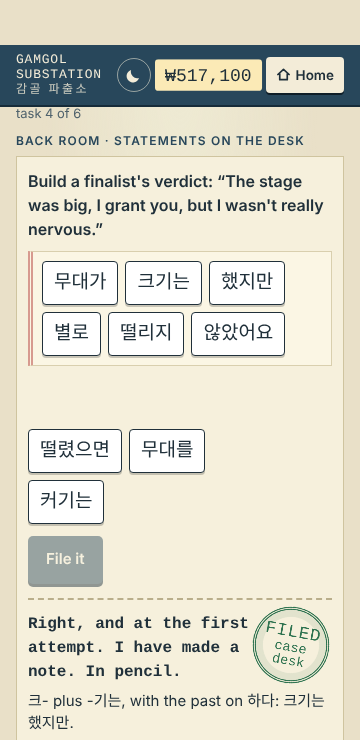 GAMGOL
SUBSTATION
감골 파출소
₩517,100
Home
task 4 of 6
BACK ROOM · STATEMENTS ON THE DESK
Build a finalist's verdict: “The stage
was big, I grant you, but I wasn't really
nervous.”
무대가 크기는 했지만
별로 떨리지 않았어요
떨렸으면 무대를
커기는
File it
Right, and at the first
attempt. I have made a
note. In pencil.
FILED
case
desk
크- plus -기는, with the past on 하다: 크기는
했지만.